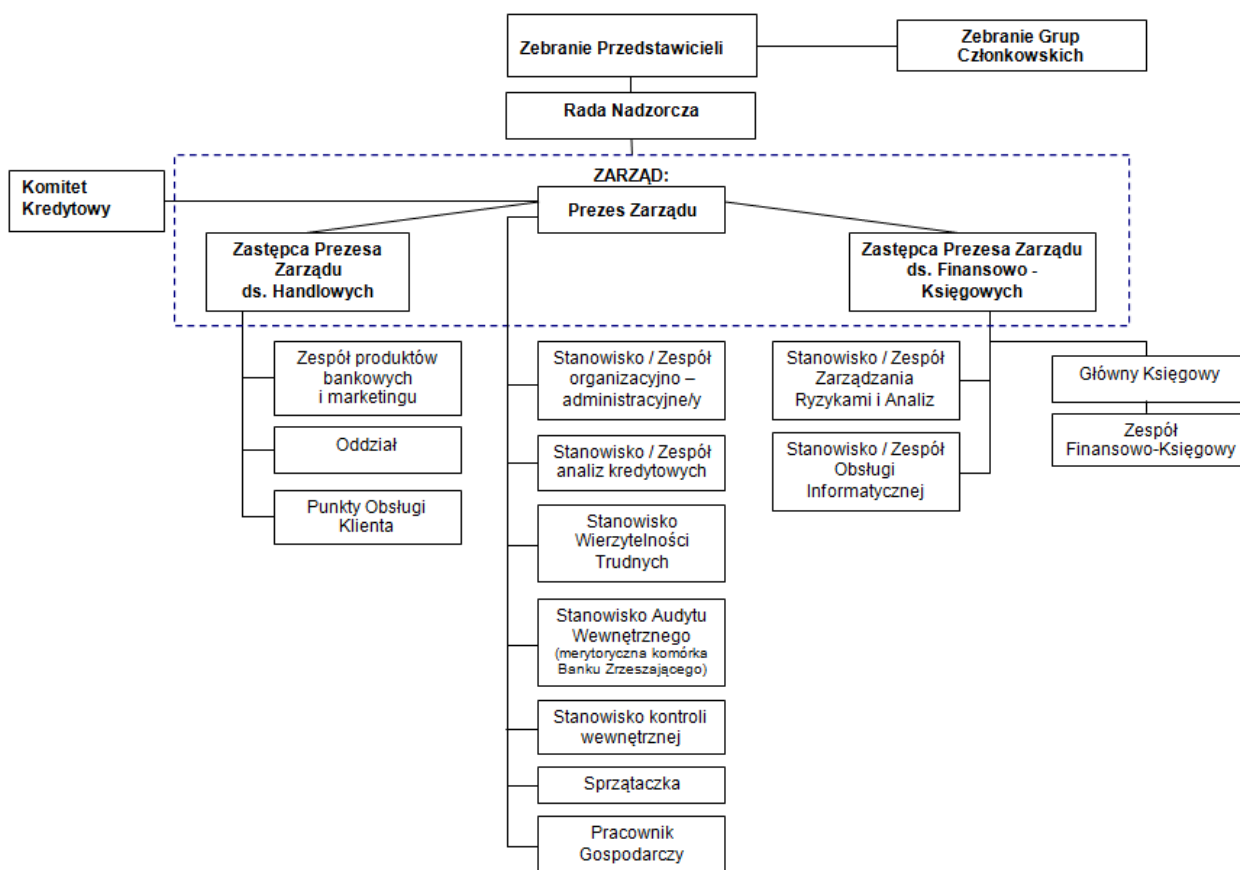 Zebranie Przedstawicieli
Zebranie Grup
Członkowskich
Rada Nadzorcza
Komitet
Kredytowy
ZARZĄD:
Prezes Zarządu
Zastępca Prezesa
Zarządu
ds. Handlowych
Zastępca Prezesa Zarządu
ds. Finansowo -
Księgowych
Zespół produktów
bankowych
i marketingu
Oddział
Punkty Obsługi
Klienta
Stanowisko / Zespół
organizacyjno –
administracyjne/y
Stanowisko / Zespół
analiz kredytowych
Stanowisko
Wierzytelności
Trudnych
Stanowisko Audytu
Wewnętrznego
(merytoryczna komórka
Banku Zrzeszającego)
Stanowisko kontroli
wewnętrznej
Sprzątaczka
Pracownik
Gospodarczy
Stanowisko / Zespół
Zarządzania
Ryzykami i Analiz
Stanowisko / Zespół
Obsługi
Informatycznej
Główny Księgowy
Zespół
Finansowo-Księgowy